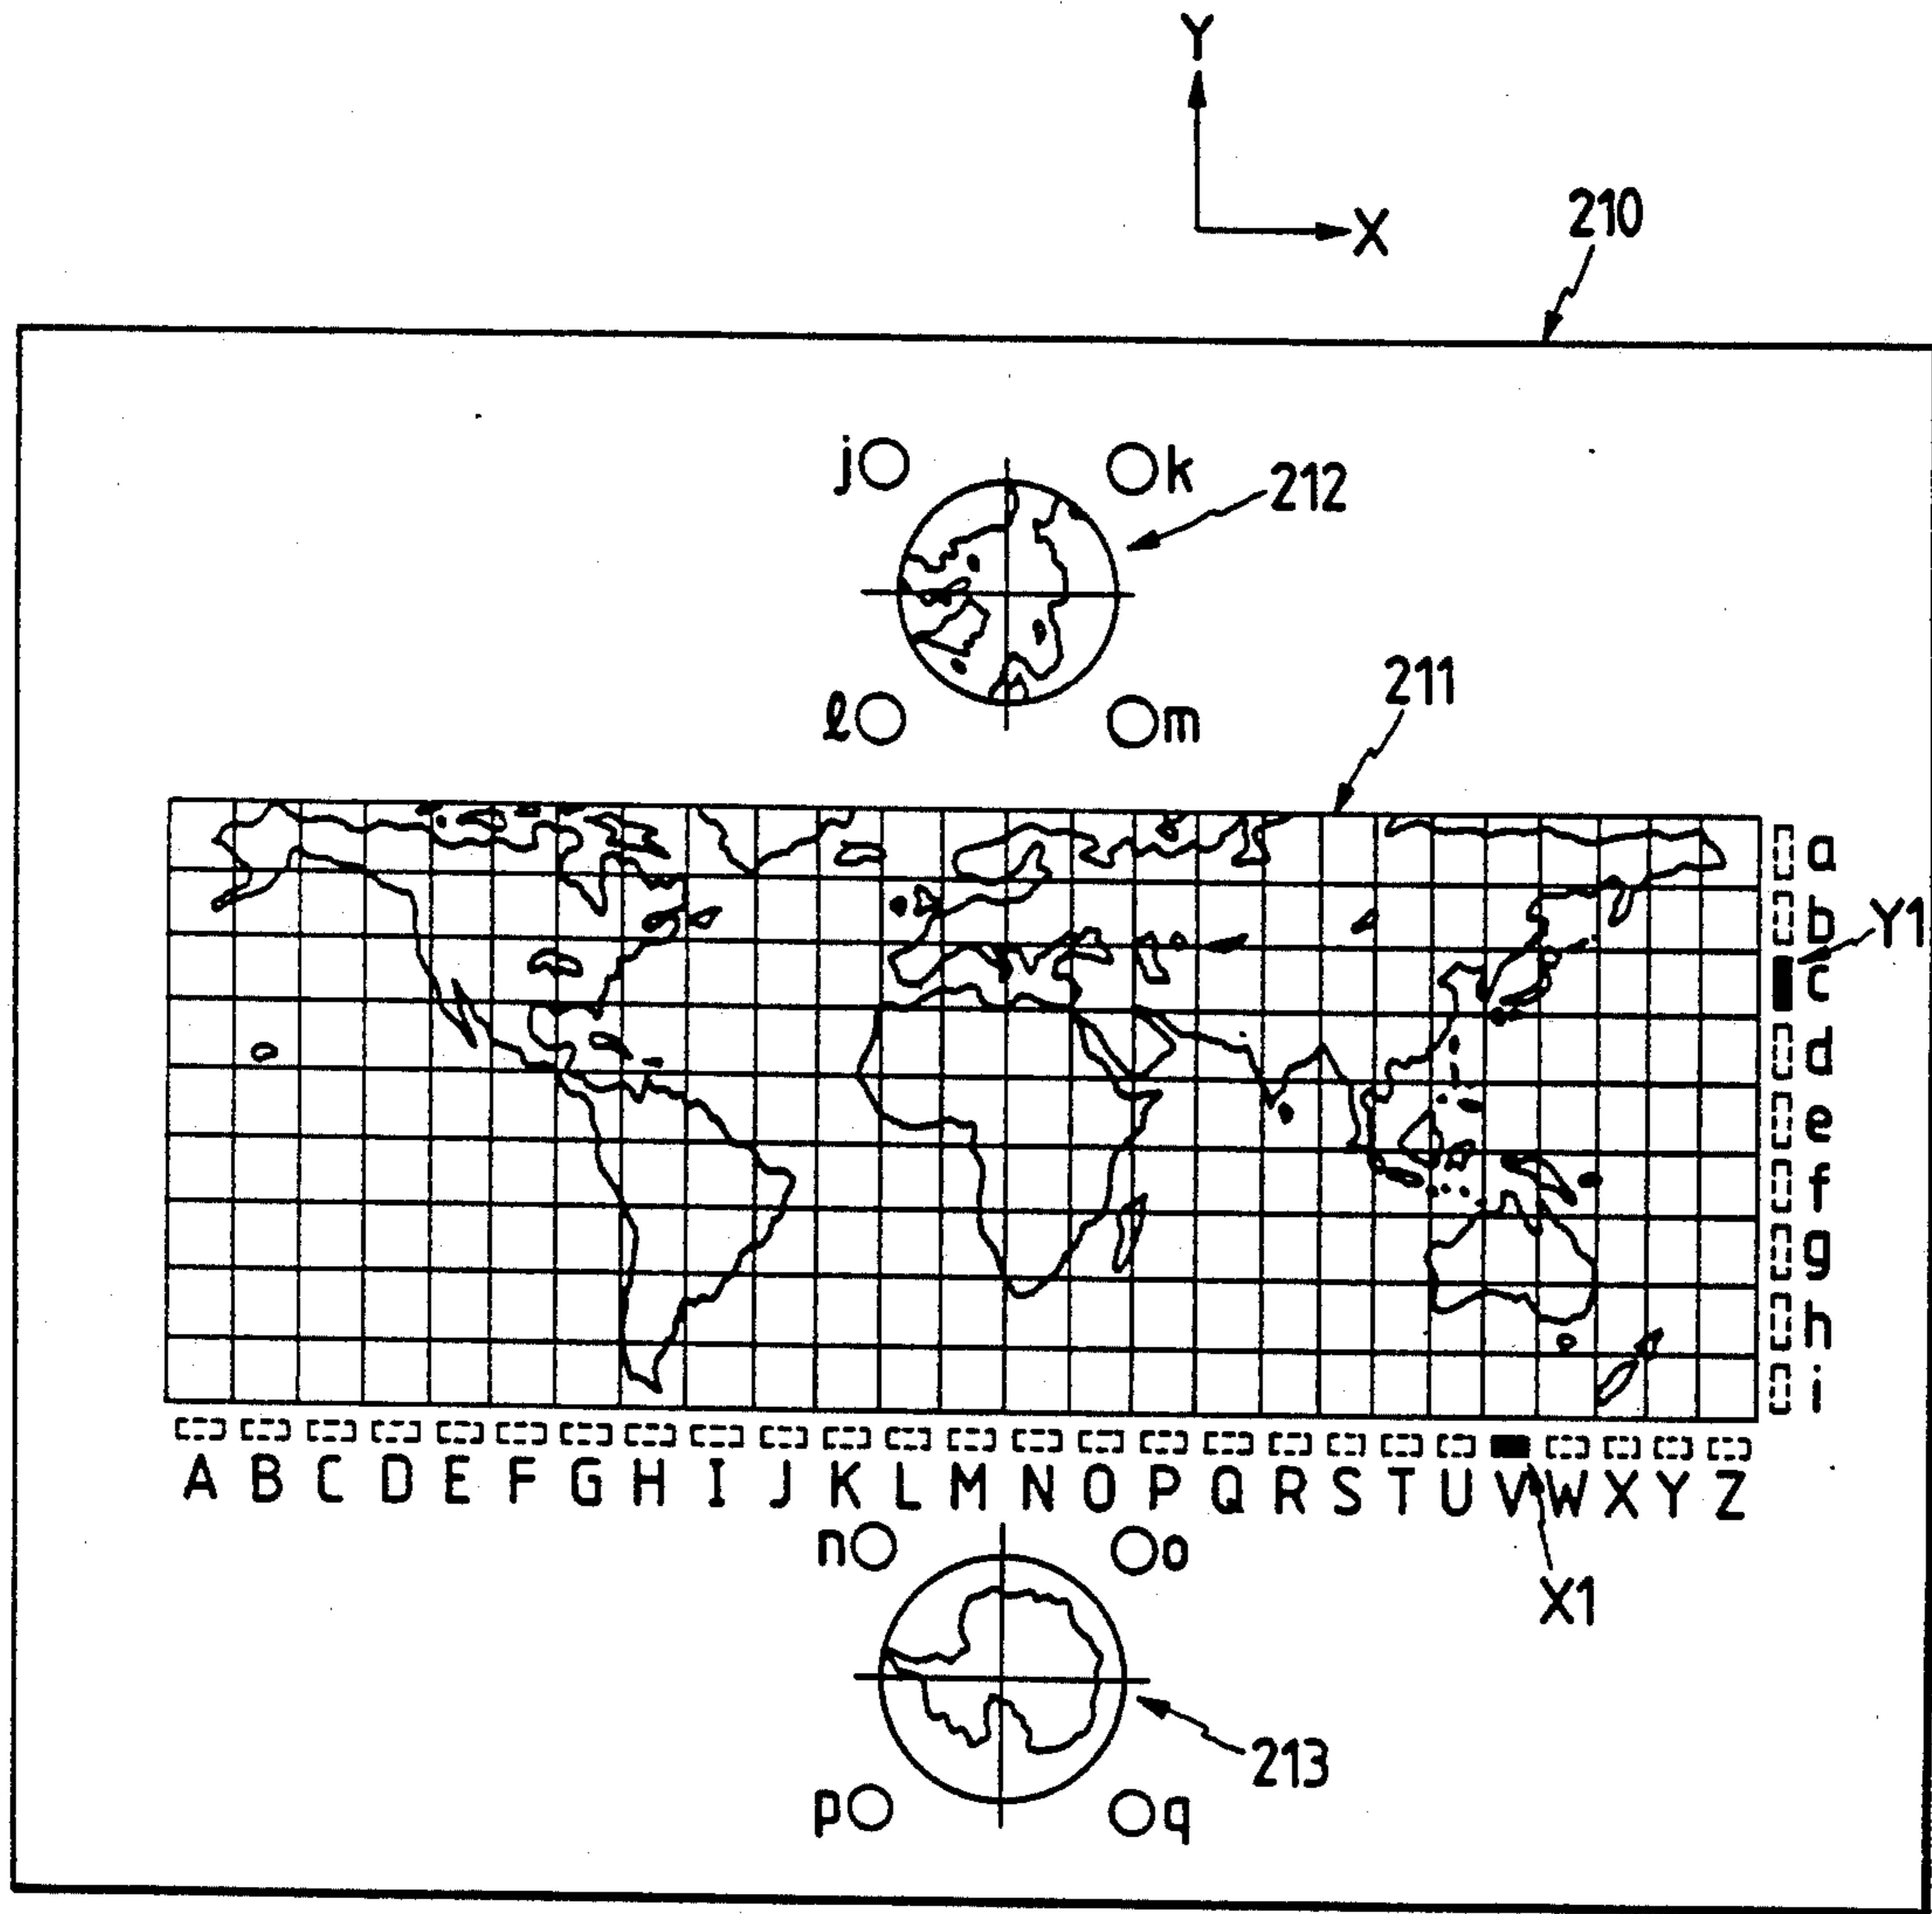 Y
X
210
j
k
212
ℓ
m
211
a
b
Y1
c
d
e
f
g
h
i
A B C D E F G H I J K L M N O P Q R S T U V W X Y Z
n
o
X1
213
p
q